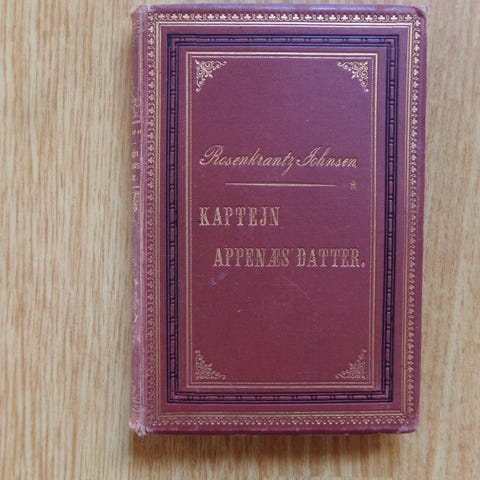 Rosenkrantz Johnsen
KAPTEJN
APPENÆS' DATTER.